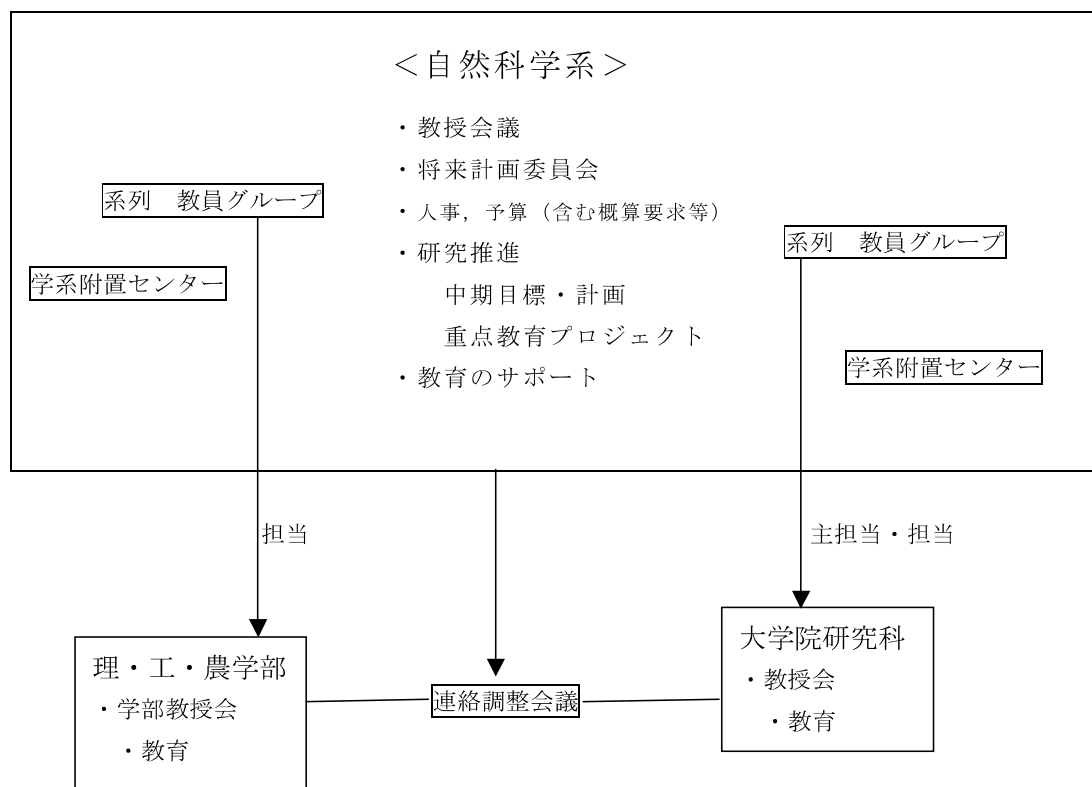 ＜自然科学系＞
・教授会議
・将来計画委員会
・人事，予算（含む概算要求等）
・研究推進
中期目標・計画
重点教育プロジェクト
・教育のサポート
系列　教員グループ
学系附置センター
系列　教員グループ
学系附置センター
担当
主担当・担当
理・工・農学部
・学部教授会
・教育
連絡調整会議
大学院研究科
・教授会
・教育